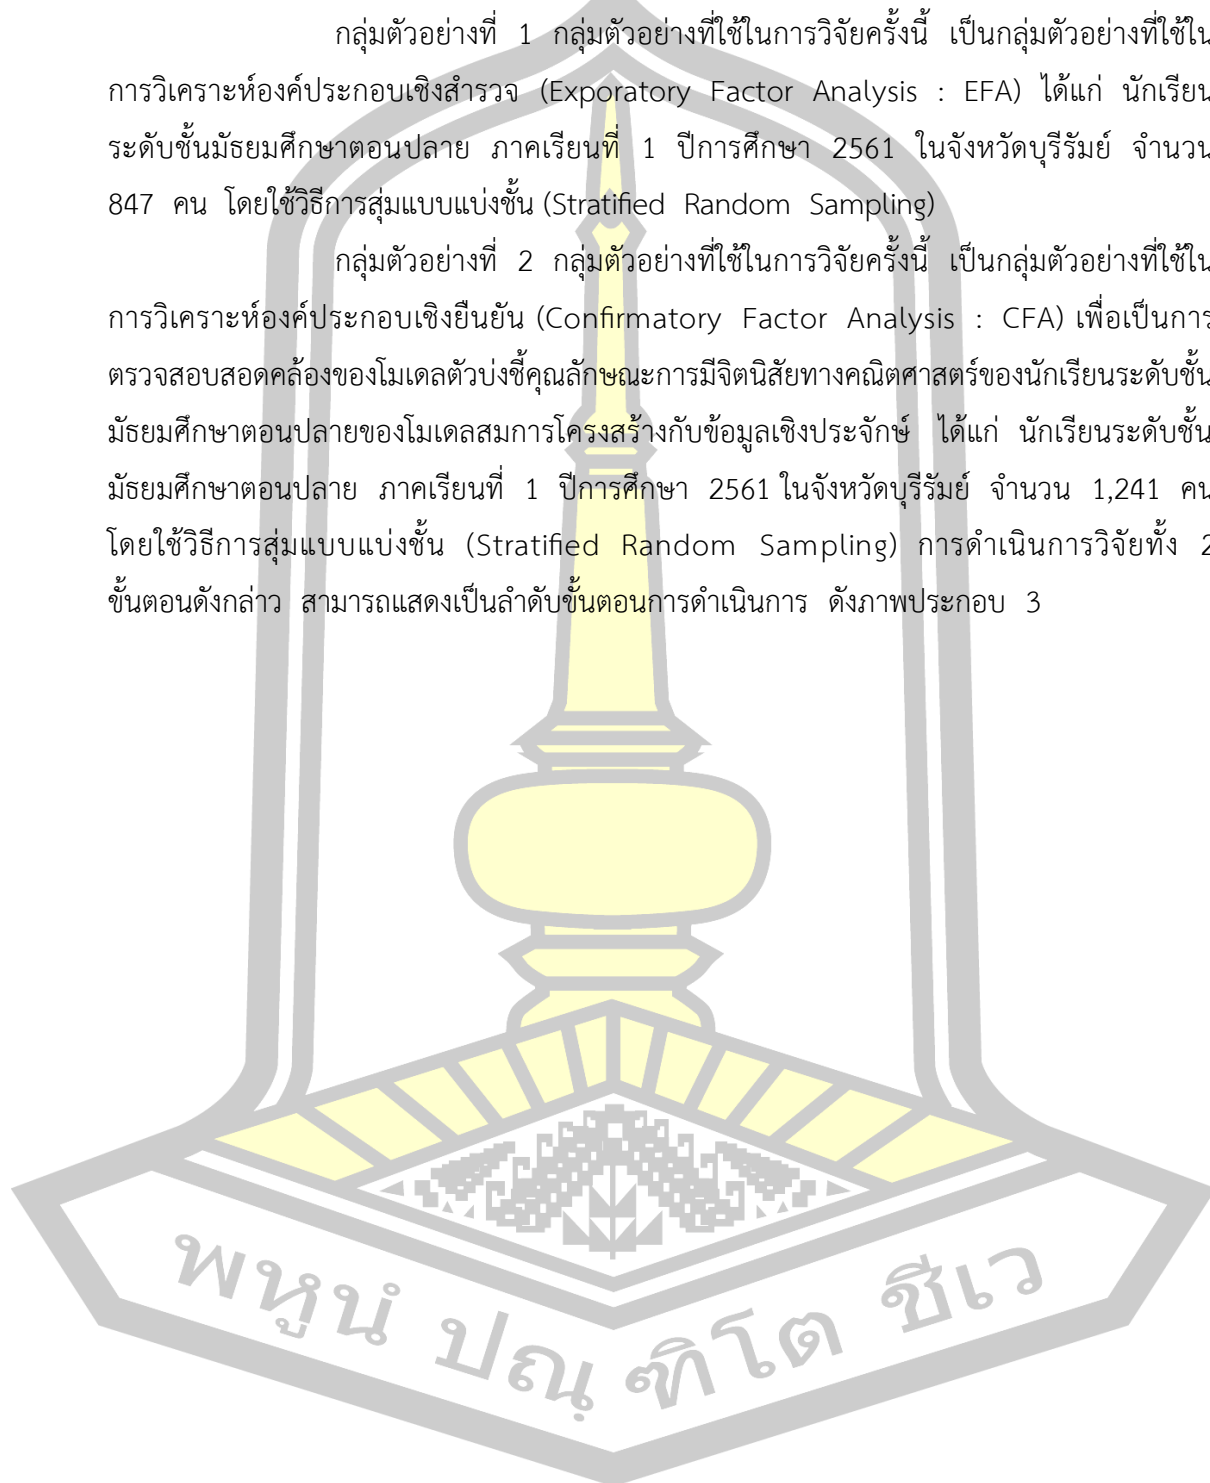 กลุ่มตัวอย่างที่ 1 กลุ่มตัวอย่างที่ใช้ในการวิจัยครั้งนี้ เป็นกลุ่มตัวอย่างที่ใช้ใน
การวิเคราะห์องค์ประกอบเชิงสำรวจ (Exporatory Factor Analysis : EFA) ได้แก่ นักเรียน
ระดับชั้นมัธยมศึกษาตอนปลาย ภาคเรียนที่ 1 ปีการศึกษา 2561 ในจังหวัดบุรีรัมย์ จำนวน
847 คน โดยใช้วิธีการสุ่มแบบแบ่งชั้น (Stratified Random Sampling)
กลุ่มตัวอย่างที่ 2 กลุ่มตัวอย่างที่ใช้ในการวิจัยครั้งนี้ เป็นกลุ่มตัวอย่างที่ใช้ใน
การวิเคราะห์องค์ประกอบเชิงยืนยัน (Confirmatory Factor Analysis : CFA) เพื่อเป็นการ
ตรวจสอบสอดคล้องของโมเดลตัวบ่งชี้คุณลักษณะการมีจิตนิสัยทางคณิตศาสตร์ของนักเรียนระดับชั้น
มัธยมศึกษาตอนปลายของโมเดลสมการโครงสร้างกับข้อมูลเชิงประจักษ์ ได้แก่ นักเรียนระดับชั้น
มัธยมศึกษาตอนปลาย ภาคเรียนที่ 1 ปีการศึกษา 2561 ในจังหวัดบุรีรัมย์ จำนวน 1,241 คน
โดยใช้วิธีการสุ่มแบบแบ่งชั้น (Stratified Random Sampling) การดำเนินการวิจัยทั้ง 2
ขั้นตอนดังกล่าว สามารถแสดงเป็นลำดับขั้นตอนการดำเนินการ ดังภาพประกอบ 3
พหูนํ ปณฺฑิโต ชีเว